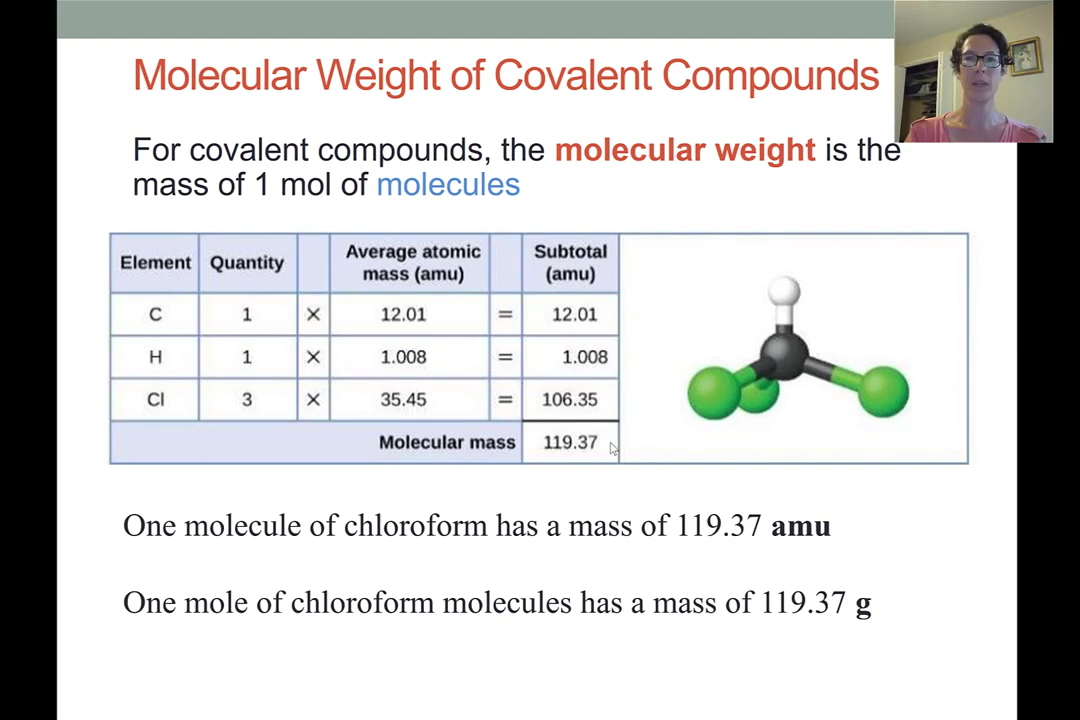 Molecular Weight of Covalent Compounds
For covalent compounds, the molecular weight is the
mass of 1 mol of molecules
Element Quantity Average atomic mass (amu) Subtotal (amu)
C 1 × 12.01 = 12.01
H 1 × 1.008 = 1.008
Cl 3 × 35.45 = 106.35
Molecular mass 119.37
One molecule of chloroform has a mass of 119.37 amu
One mole of chloroform molecules has a mass of 119.37 g